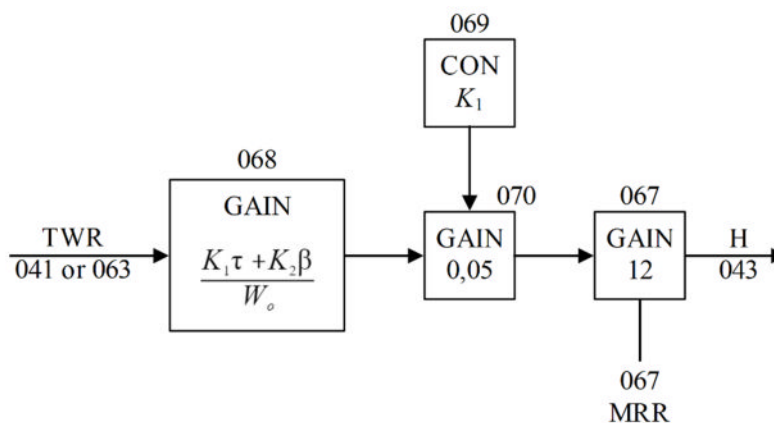 069
CON
K₁
068
GAIN
K₁τ + K₂β
Wₒ
TWR
041 or 063
070
GAIN
0,05
067
GAIN
12
H
043
067
MRR